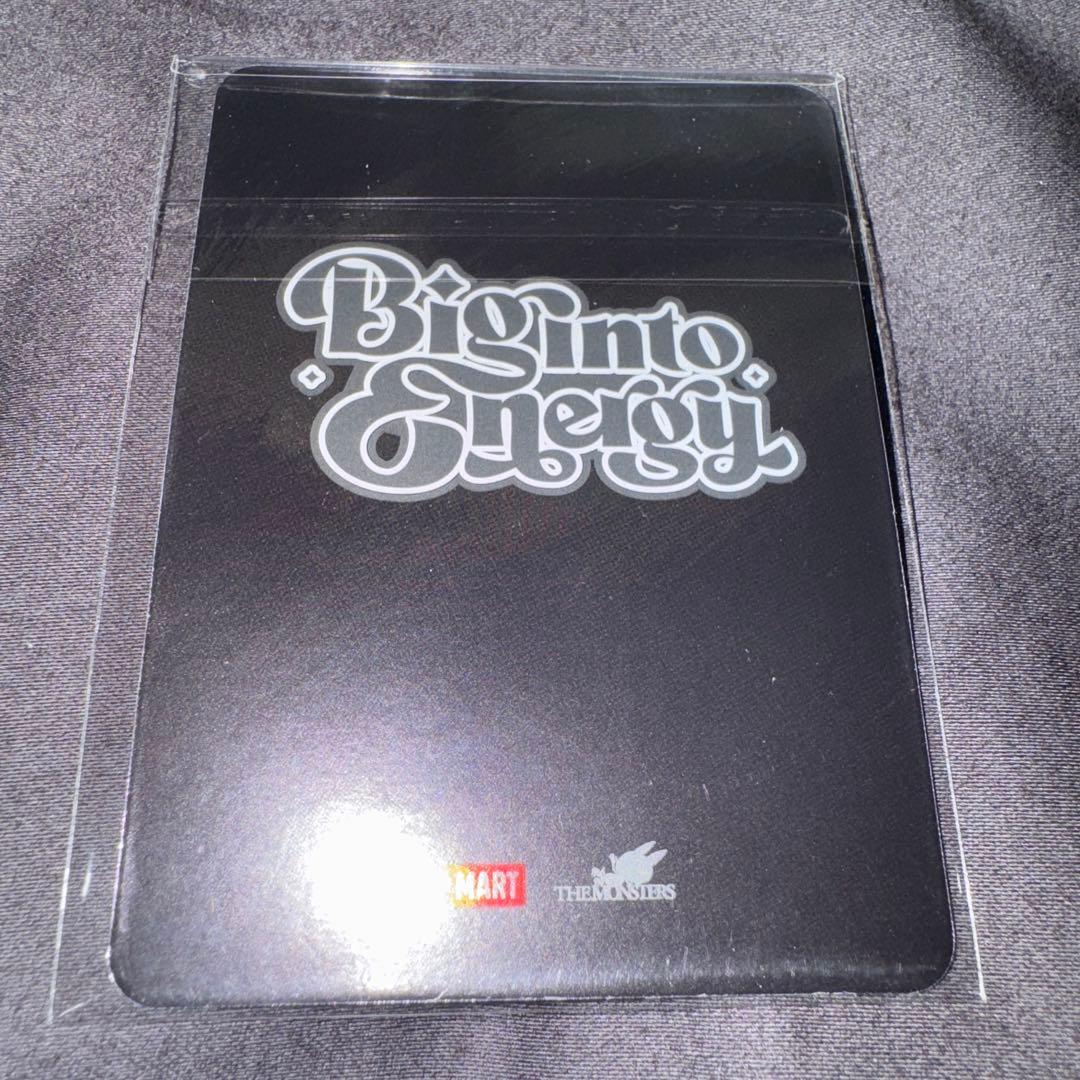 Big into
Energy
MART
THE MONSTERS